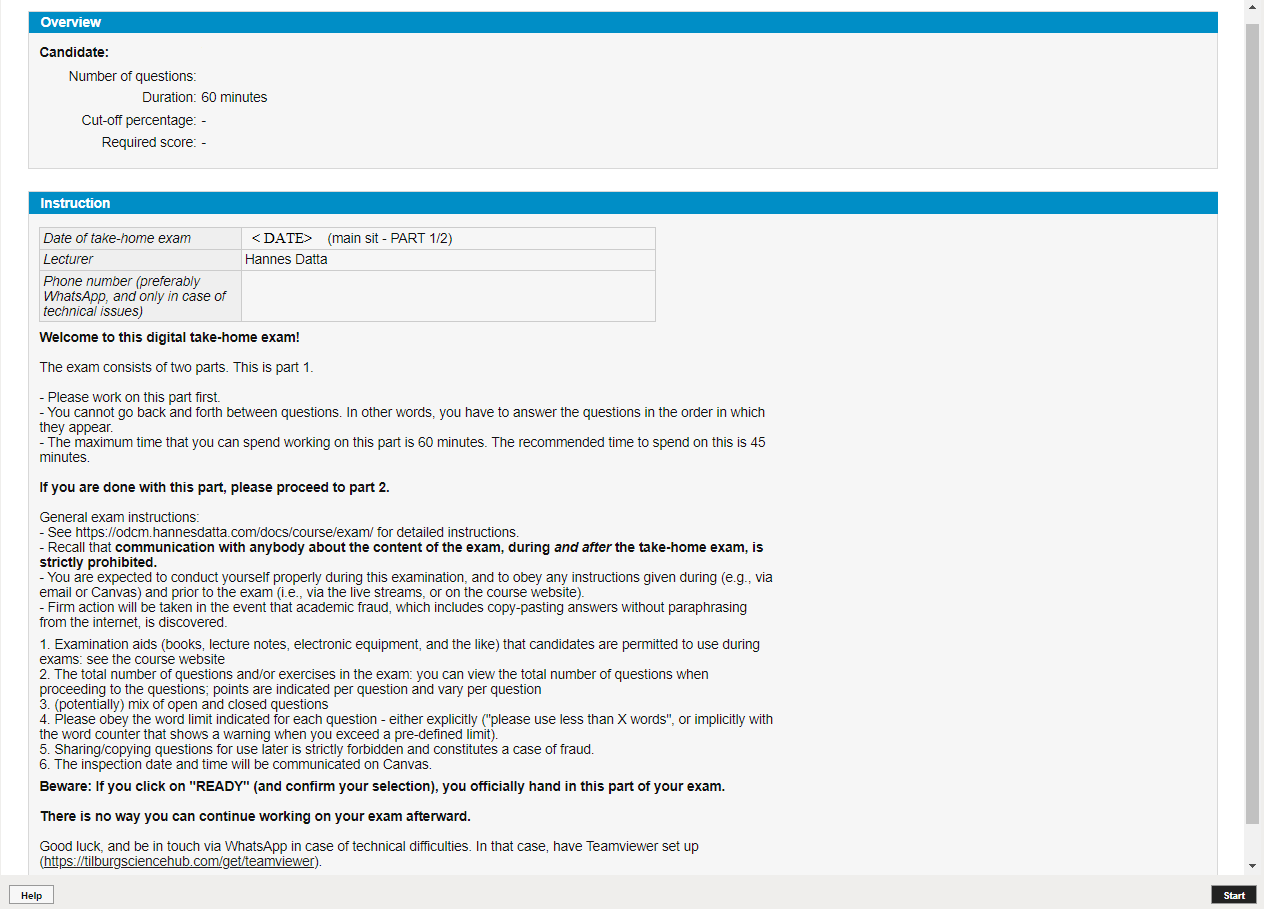 Overview
Candidate:
Number of questions:
Duration: 60 minutes
Cut-off percentage: -
Required score: -
Instruction
Date of take-home exam <DATE> (main sit - PART 1/2)
Lecturer Hannes Datta
Phone number (preferably
WhatsApp, and only in case of
technical issues)
Welcome to this digital take-home exam!
The exam consists of two parts. This is part 1.
- Please work on this part first.
- You cannot go back and forth between questions. In other words, you have to answer the questions in the order in which
they appear.
- The maximum time that you can spend working on this part is 60 minutes. The recommended time to spend on this is 45
minutes.
If you are done with this part, please proceed to part 2.
General exam instructions:
- See https://odcm.hannesdatta.com/docs/course/exam/ for detailed instructions.
- Recall that communication with anybody about the content of the exam, during and after the take-home exam, is
strictly prohibited.
- You are expected to conduct yourself properly during this examination, and to obey any instructions given during (e.g., via
email or Canvas) and prior to the exam (i.e., via the live streams, or on the course website).
- Firm action will be taken in the event that academic fraud, which includes copy-pasting answers without paraphrasing
from the internet, is discovered.
1. Examination aids (books, lecture notes, electronic equipment, and the like) that candidates are permitted to use during
exams: see the course website
2. The total number of questions and/or exercises in the exam: you can view the total number of questions when
proceeding to the questions; points are indicated per question and vary per question
3. (potentially) mix of open and closed questions
4. Please obey the word limit indicated for each question - either explicitly ("please use less than X words", or implicitly with
the word counter that shows a warning when you exceed a pre-defined limit).
5. Sharing/copying questions for use later is strictly forbidden and constitutes a case of fraud.
6. The inspection date and time will be communicated on Canvas.
Beware: If you click on "READY" (and confirm your selection), you officially hand in this part of your exam.
There is no way you can continue working on your exam afterward.
Good luck, and be in touch via WhatsApp in case of technical difficulties. In that case, have Teamviewer set up
(https://tilburgsciencehub.com/get/teamviewer).
Help
Start